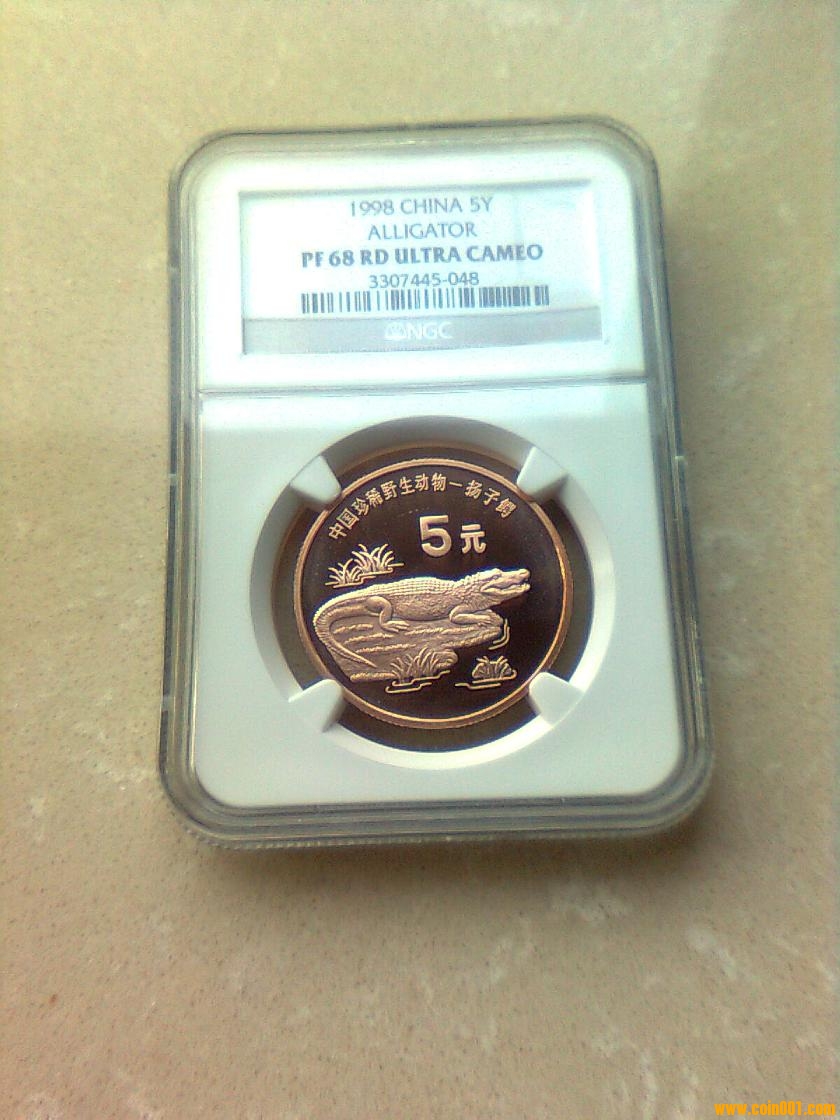 1998 CHINA 5Y
ALLIGATOR
PF 68 RD ULTRA CAMEO
3307445-048
NGC
中国珍稀野生动物—扬子鳄
5元
www.coin001.com